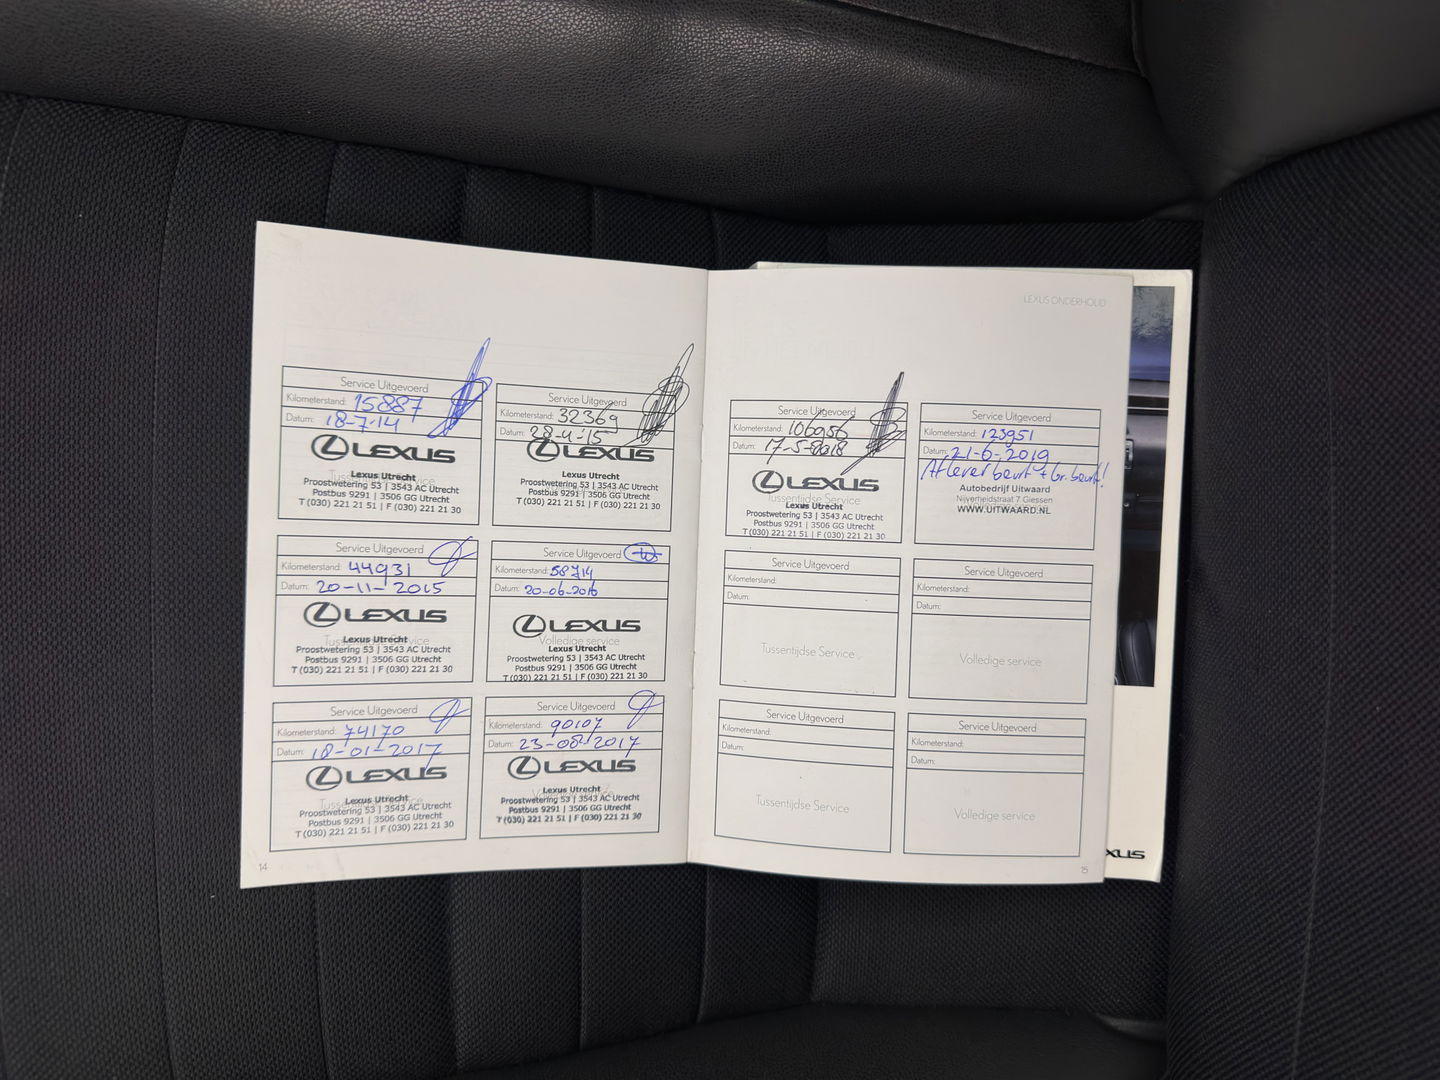 Service Uitgevoerd
Kilometerstand: 15887
Datum: 18-7-14
LEXUS
Lexus Utrecht
Proostwetering 53 | 3543 AC Utrecht
Postbus 9291 | 3506 GG Utrecht
T (030) 221 21 51 | F (030) 221 21 30
Service Uitgevoerd
Kilometerstand: 32369
Datum: 28-4-15
LEXUS
Lexus Utrecht
Proostwetering 53 | 3543 AC Utrecht
Postbus 9291 | 3506 GG Utrecht
T (030) 221 21 51 | F (030) 221 21 30
Service Uitgevoerd
Kilometerstand: 44931
Datum: 20-11-2015
LEXUS
Lexus Utrecht
Proostwetering 53 | 3543 AC Utrecht
Postbus 9291 | 3506 GG Utrecht
T (030) 221 21 51 | F (030) 221 21 30
Service Uitgevoerd
Kilometerstand: 58714
Datum: 20-06-2016
LEXUS
Volledige service
Lexus Utrecht
Proostwetering 53 | 3543 AC Utrecht
Postbus 9291 | 3506 GG Utrecht
T (030) 221 21 51 | F (030) 221 21 30
Service Uitgevoerd
Kilometerstand: 74170
Datum: 18-01-2017
LEXUS
Lexus Utrecht
Proostwetering 53 | 3543 AC Utrecht
Postbus 9291 | 3506 GG Utrecht
T (030) 221 21 51 | F (030) 221 21 30
Service Uitgevoerd
Kilometerstand: 90107
Datum: 23-08-2017
LEXUS
Lexus Utrecht
Proostwetering 53 | 3543 AC Utrecht
Postbus 9291 | 3506 GG Utrecht
T (030) 221 21 51 | F (030) 221 21 30
14
LEXUS ONDERHOUD
Service Uitgevoerd
Kilometerstand: 106956
Datum: 17-5-2018
LEXUS
Tussentijdse Service
Lexus Utrecht
Proostwetering 53 | 3543 AC Utrecht
Postbus 9291 | 3506 GG Utrecht
T (030) 221 21 51 | F (030) 221 21 30
Service Uitgevoerd
Kilometerstand: 123951
Datum: 21-6-2019
Afleverbeurt + Gr. beurt!
Autobedrijf Uitwaard
Nijverheidstraat 7 Giessen
WWW.UITWAARD.NL
Service Uitgevoerd
Kilometerstand:
Datum:
Tussentijdse Service
Service Uitgevoerd
Kilometerstand:
Datum:
Volledige service
Service Uitgevoerd
Kilometerstand:
Datum:
Tussentijdse Service
Service Uitgevoerd
Kilometerstand:
Datum:
Volledige service
15
XUS